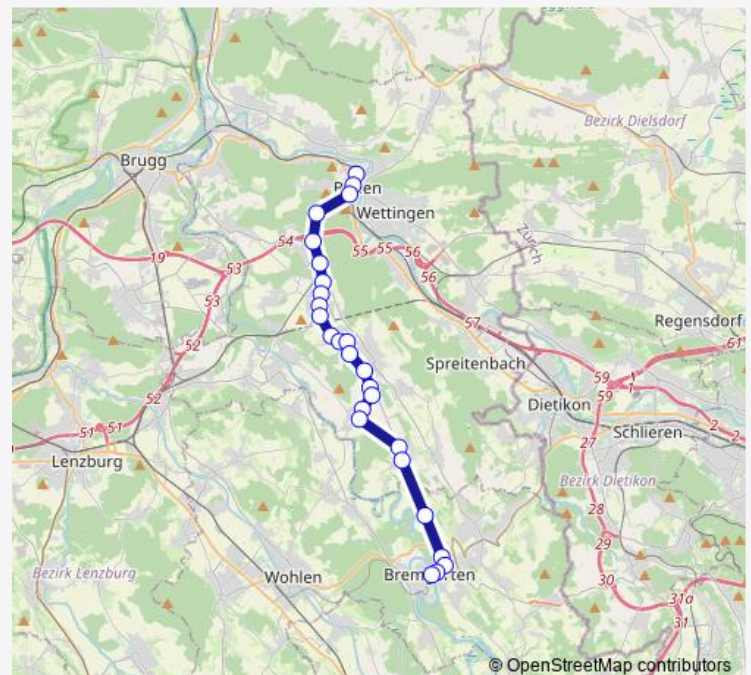 Eggwald
Bezirk Dielsdorf
Brugg
Baden
Wettingen
54
55
55
56
56
Zürich
19
53
53
57
Regensdorf
61
52
Spreitenbach
59
1
1
59
Dietikon
2
2
52
51
51
27
Schlieren
Lenzburg
Bezirk Dietikon
28
29
Bezirk Lenzburg
Wohlen
Bremgarten
30
31a
31
© OpenStreetMap contributors